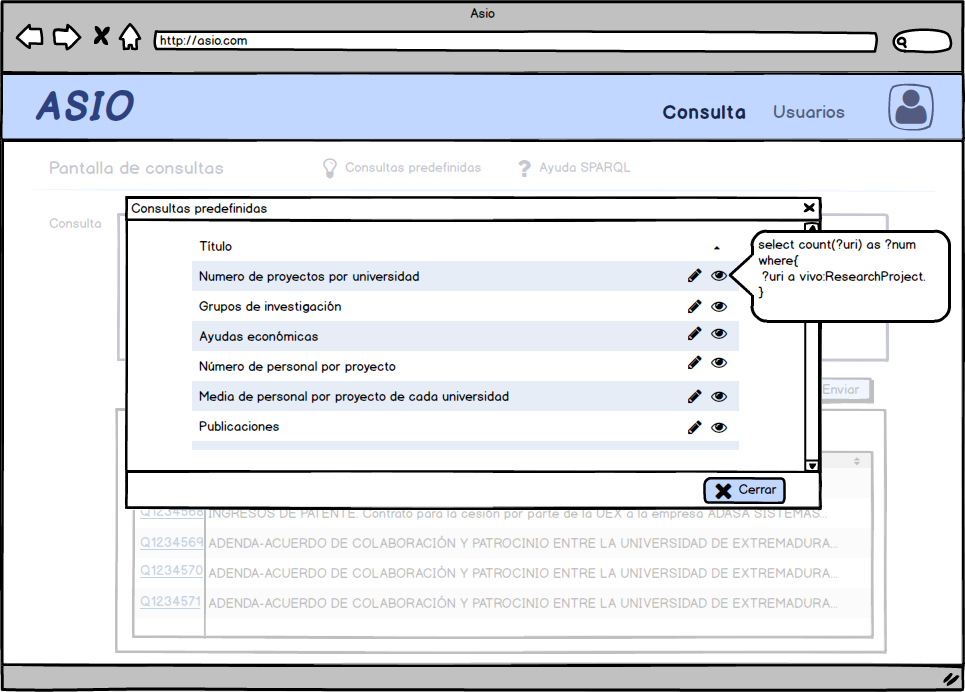 Asio
http://asio.com
ASIO
Consulta
Usuarios
Pantalla de consultas
Consultas predefinidas
? Ayuda SPARQL
Consulta
Consultas predefinidas
Título
Numero de proyectos por universidad
Grupos de investigación
Ayudas económicas
Número de personal por proyecto
Media de personal por proyecto de cada universidad
Publicaciones
select count(?uri) as ?num
where{
?uri a vivo:ResearchProject.
}
Enviar
Cerrar
Q1234568 INGRESOS DE PATENTE. Contrato para la cesión por parte de la UEX a la empresa ADASA SISTEMAS...
Q1234569 ADENDA-ACUERDO DE COLABORACIÓN Y PATROCINIO ENTRE LA UNIVERSIDAD DE EXTREMADURA...
Q1234570 ADENDA-ACUERDO DE COLABORACIÓN Y PATROCINIO ENTRE LA UNIVERSIDAD DE EXTREMADURA...
Q1234571 ADENDA-ACUERDO DE COLABORACIÓN Y PATROCINIO ENTRE LA UNIVERSIDAD DE EXTREMADURA...